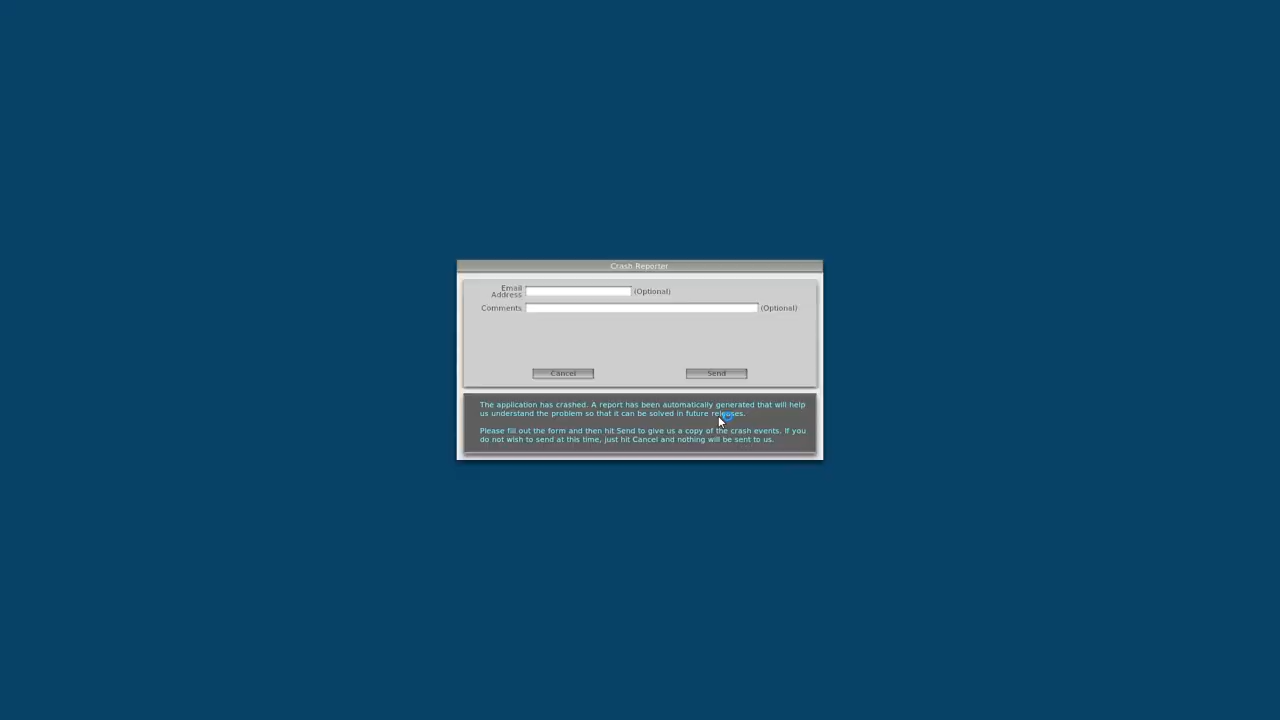 Crash Reporter
Email
Address
(Optional)
Comments
(Optional)
Cancel
Send
The application has crashed. A report has been automatically generated that will help
us understand the problem so that it can be solved in future releases.
Please fill out the form and then hit Send to give us a copy of the crash events. If you
do not wish to send at this time, just hit Cancel and nothing will be sent to us.